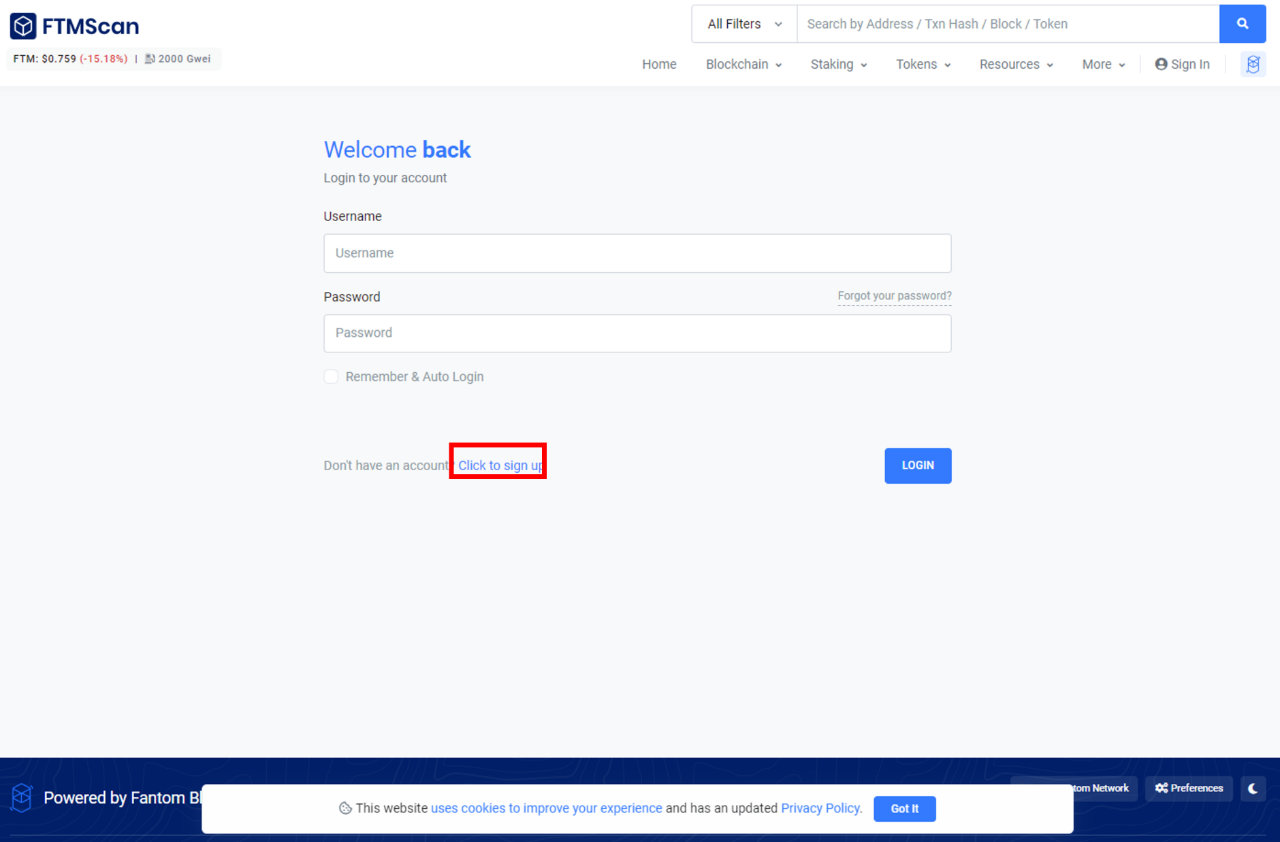 FTMScan
All Filters
Search by Address / Txn Hash / Block / Token
FTM: $0.759 (-15.18%) | 2000 Gwei
Home Blockchain Staking Tokens Resources More Sign In
Welcome back
Login to your account
Username
Username
Password Forgot your password?
Password
Remember & Auto Login
Don't have an account Click to sign up
LOGIN
Powered by Fantom
Network Preferences
This website uses cookies to improve your experience and has an updated Privacy Policy. Got It